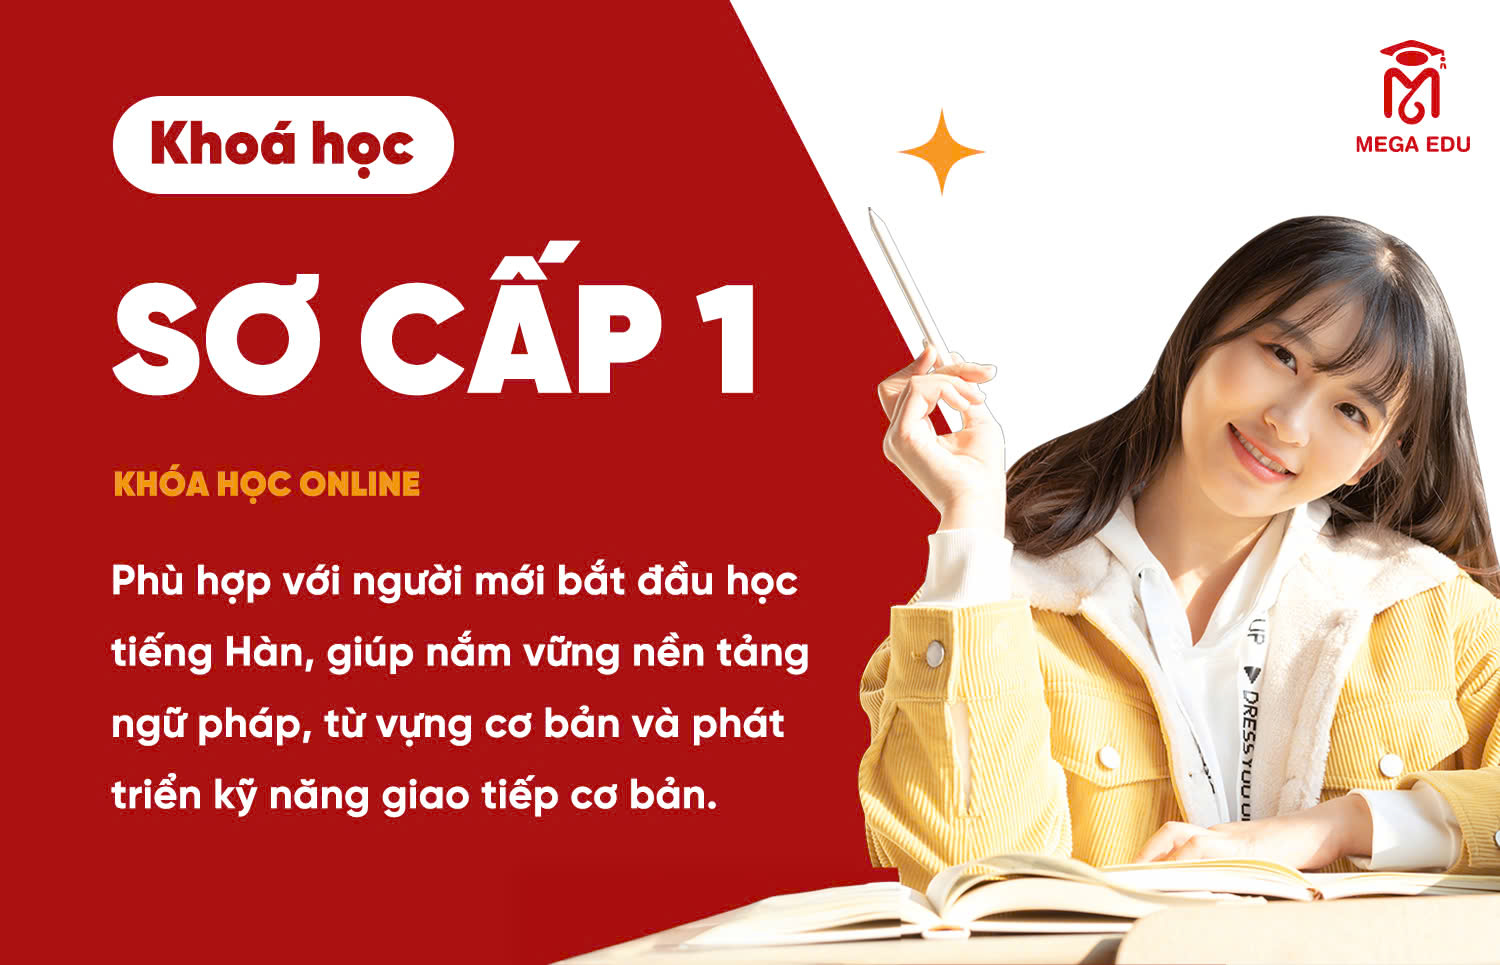 Khoá học
SƠ CẤP 1
KHÓA HỌC ONLINE
Phù hợp với người mới bắt đầu học
tiếng Hàn, giúp nắm vững nền tảng
ngữ pháp, từ vựng cơ bản và phát
triển kỹ năng giao tiếp cơ bản.
MEGA EDU
UP
DRESSYOU